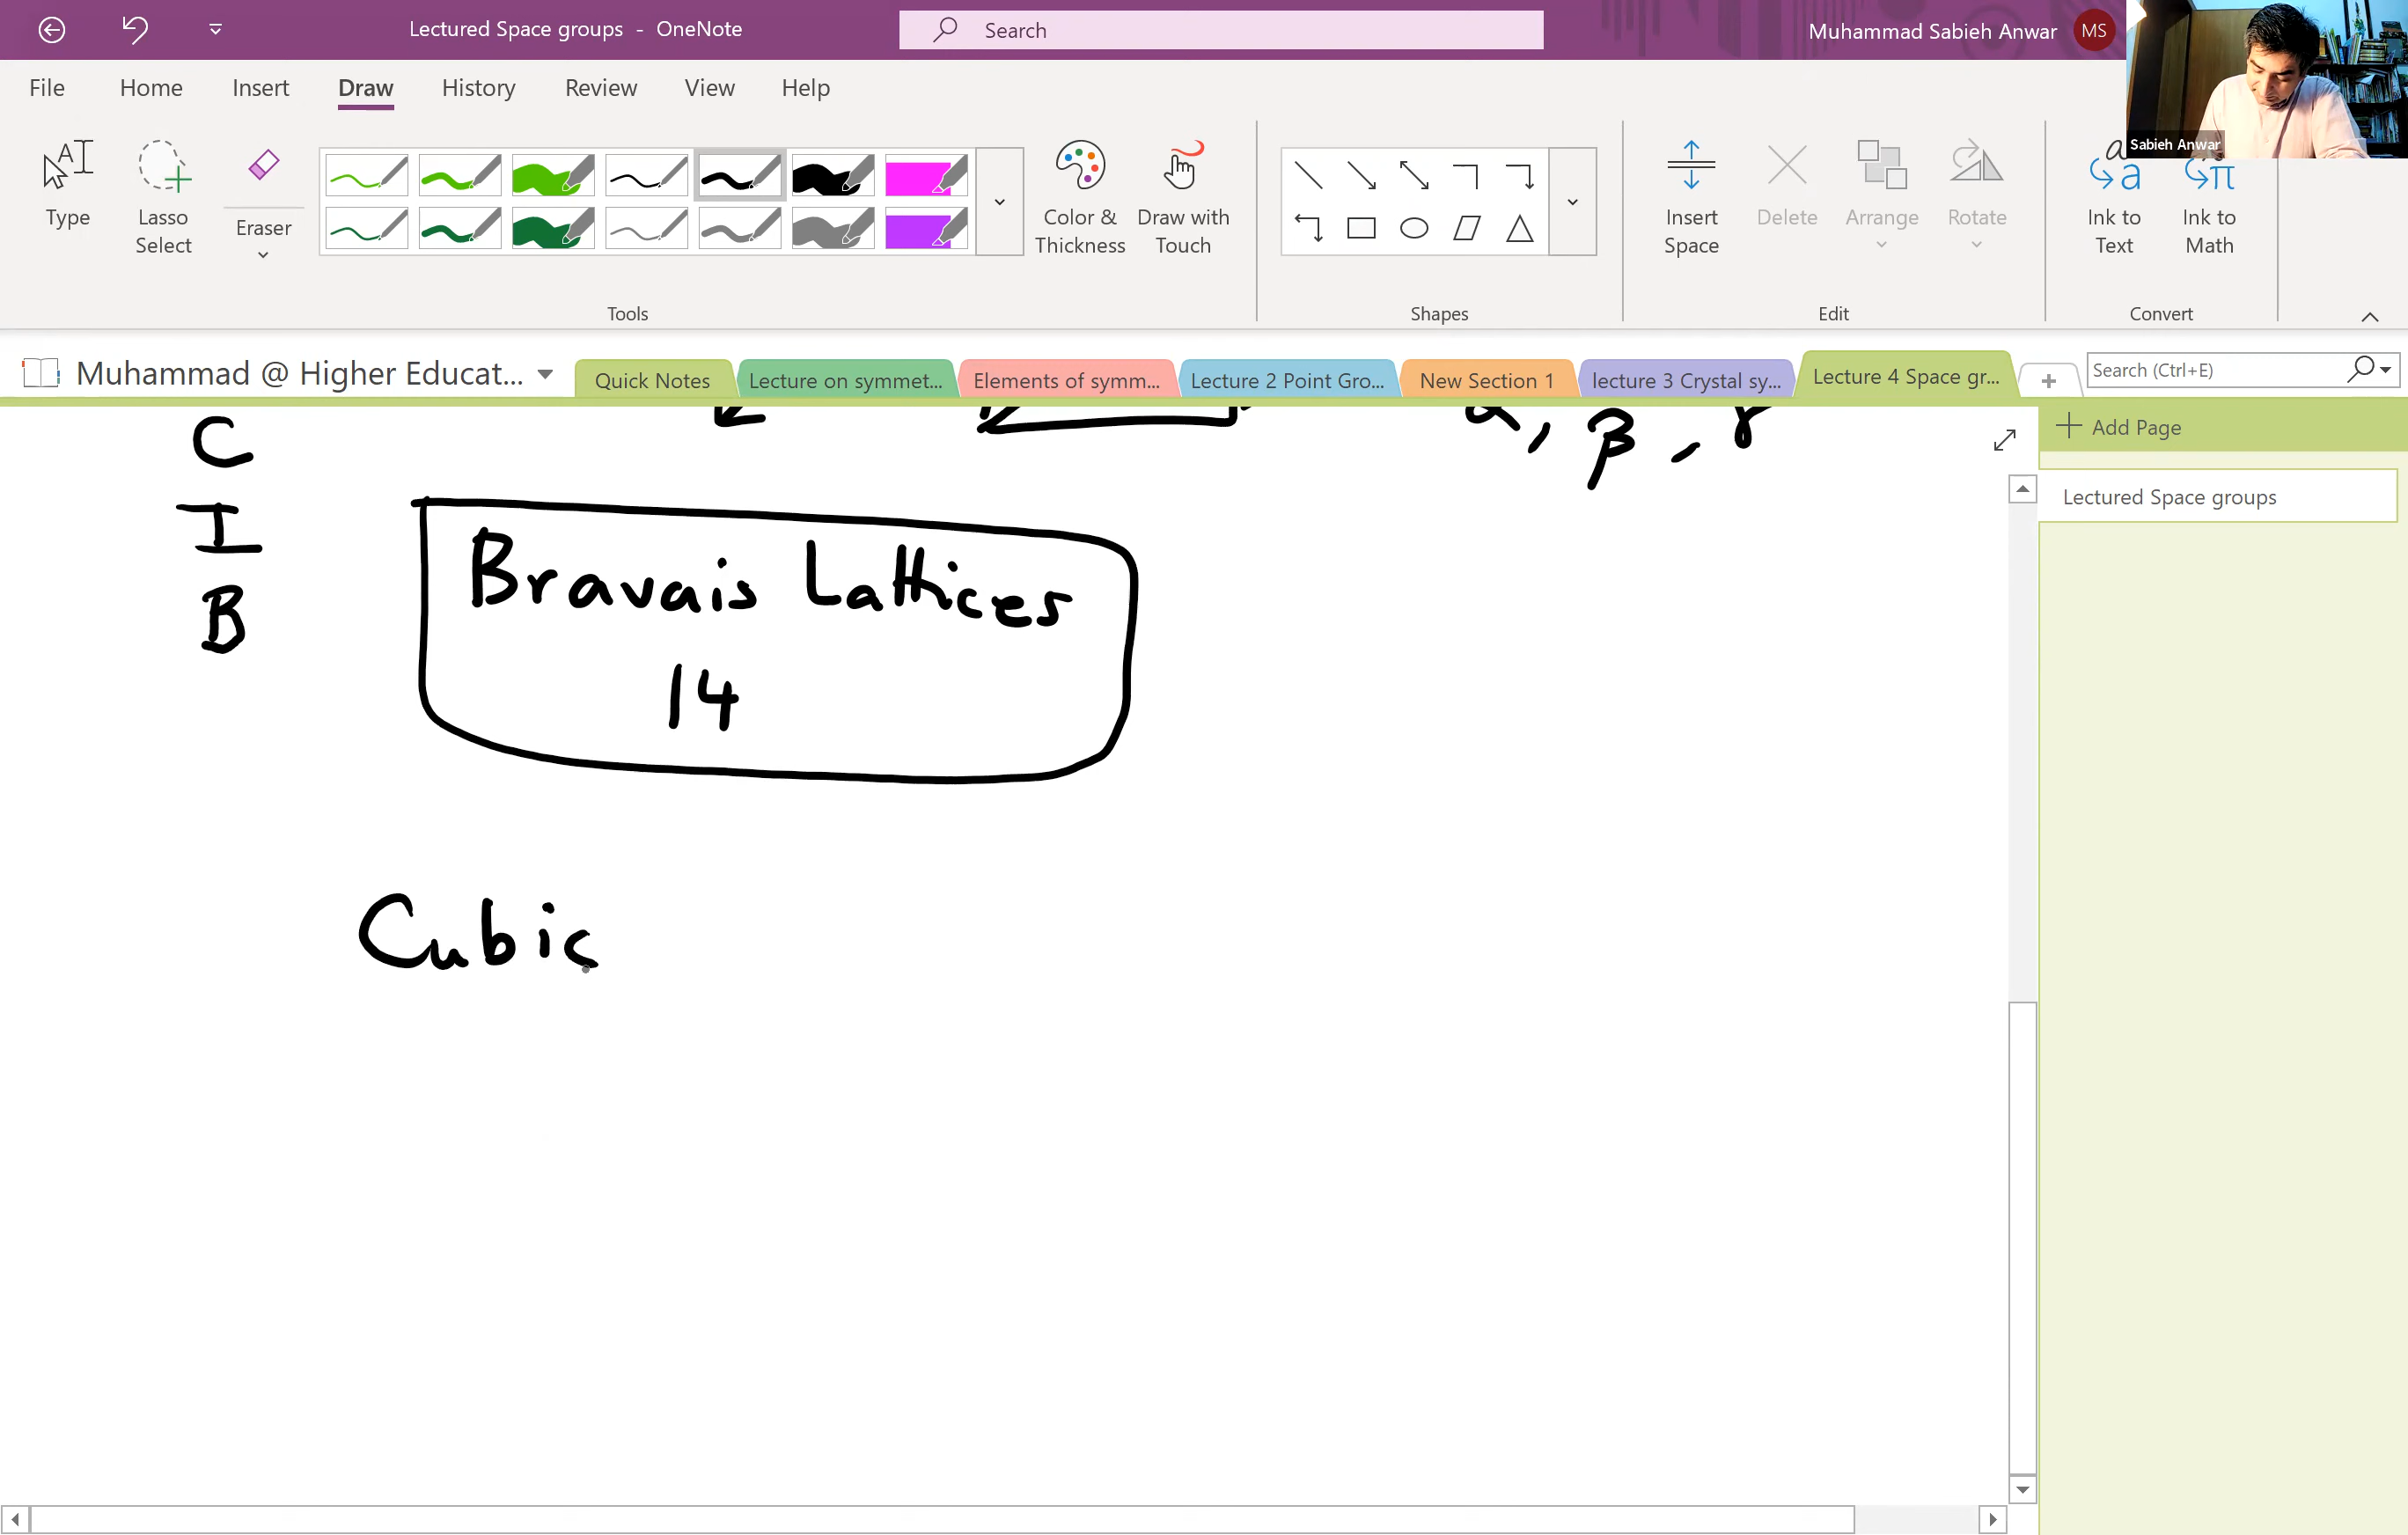 Lectured Space groups - OneNote
Search
Muhammad Sabieh Anwar
MS
File Home Insert Draw History Review View Help
Sabieh Anwar
Type
Lasso Select
Eraser
Color & Thickness
Draw with Touch
Insert Space
Delete
Arrange
Rotate
Ink to Text
Ink to Math
Tools
Shapes
Edit
Convert
Muhammad @ Higher Educat...
Quick Notes
Lecture on symmet...
Elements of symm...
Lecture 2 Point Gro...
New Section 1
lecture 3 Crystal sy...
Lecture 4 Space gr...
Search (Ctrl+E)
Add Page
Lectured Space groups
C
α, β, γ
I
B
Bravais Lattices
14
Cubic